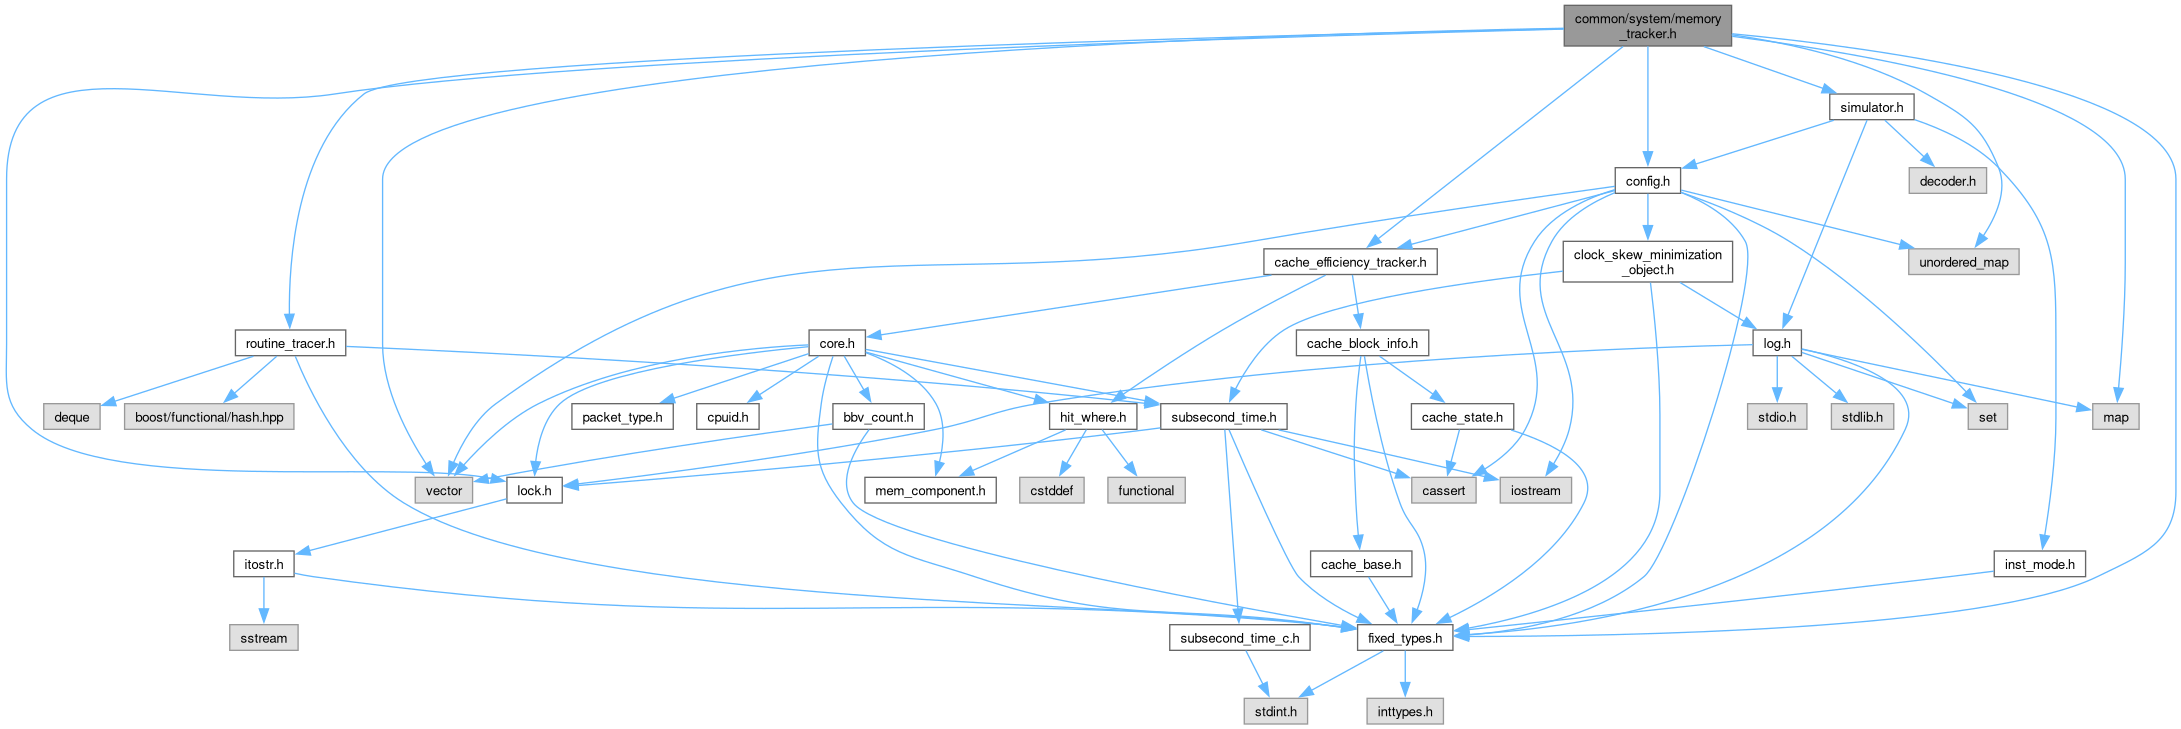 common/system/memory
_tracker.h
simulator.h
decoder.h
config.h
cache_efficiency_tracker.h
clock_skew_minimization
_object.h
unordered_map
routine_tracer.h
core.h
cache_block_info.h
log.h
deque
boost/functional/hash.hpp
packet_type.h
cpuid.h
bbv_count.h
hit_where.h
subsecond_time.h
cache_state.h
stdio.h
stdlib.h
set
map
vector
lock.h
mem_component.h
cstddef
functional
cassert
iostream
itostr.h
cache_base.h
inst_mode.h
sstream
subsecond_time_c.h
fixed_types.h
stdint.h
inttypes.h